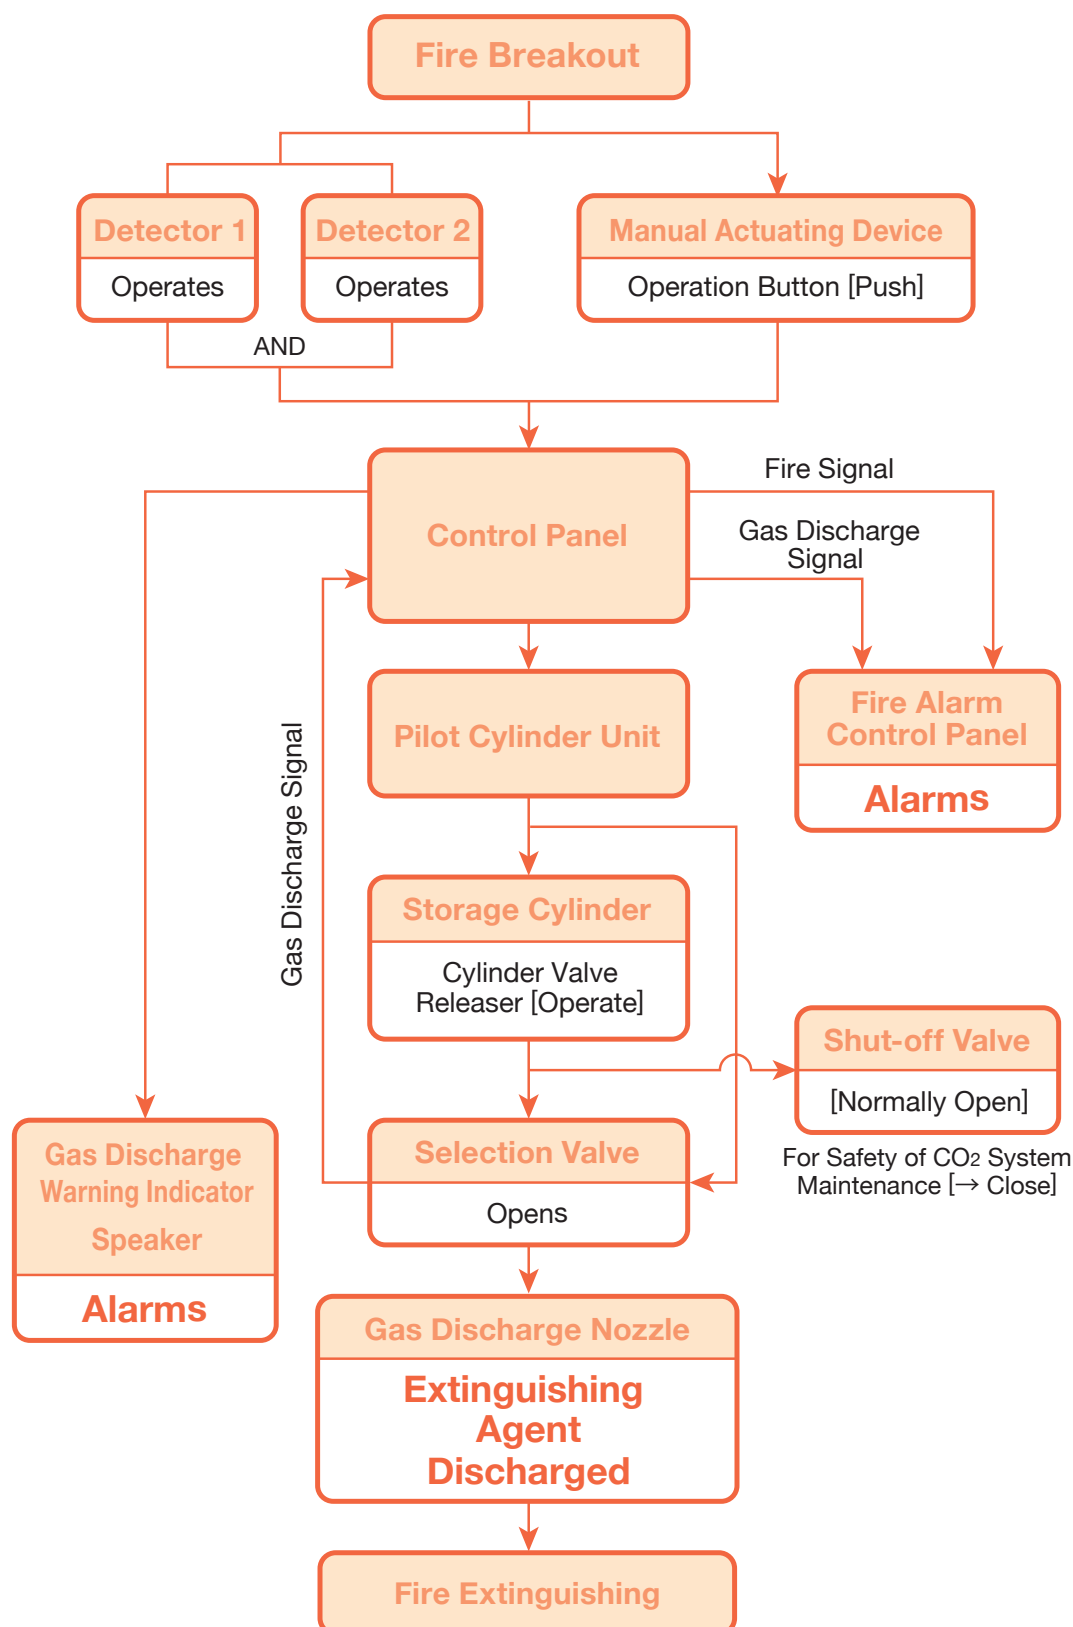 Fire Breakout
Detector 1
Operates
Detector 2
Operates
Manual Actuating Device
Operation Button [Push]
AND
Control Panel
Fire Signal
Gas Discharge
Signal
Fire Alarm
Control Panel
Alarms
Pilot Cylinder Unit
Gas Discharge Signal
Storage Cylinder
Cylinder Valve
Releaser [Operate]
Shut-off Valve
[Normally Open]
For Safety of CO2 System
Maintenance [→ Close]
Selection Valve
Opens
Gas Discharge
Warning Indicator
Speaker
Alarms
Gas Discharge Nozzle
Extinguishing
Agent
Discharged
Fire Extinguishing